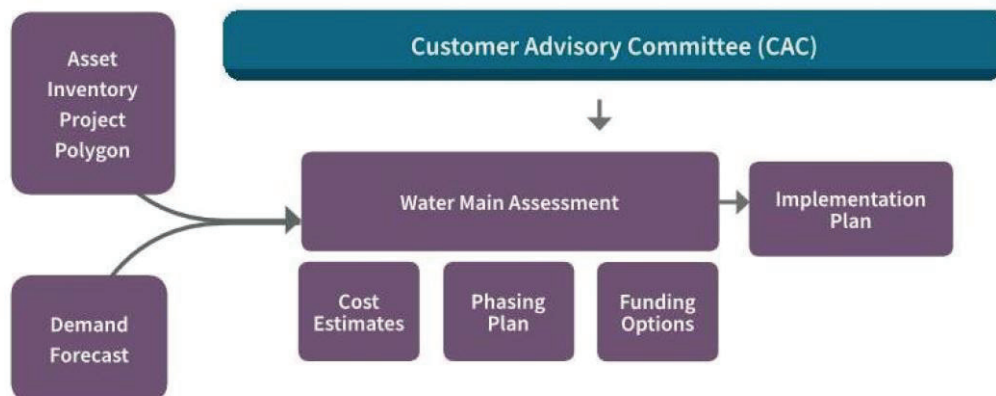 Asset
Inventory
Project
Polygon
Customer Advisory Committee (CAC)
Water Main Assessment
Implementation
Plan
Cost
Estimates
Phasing
Plan
Funding
Options
Demand
Forecast